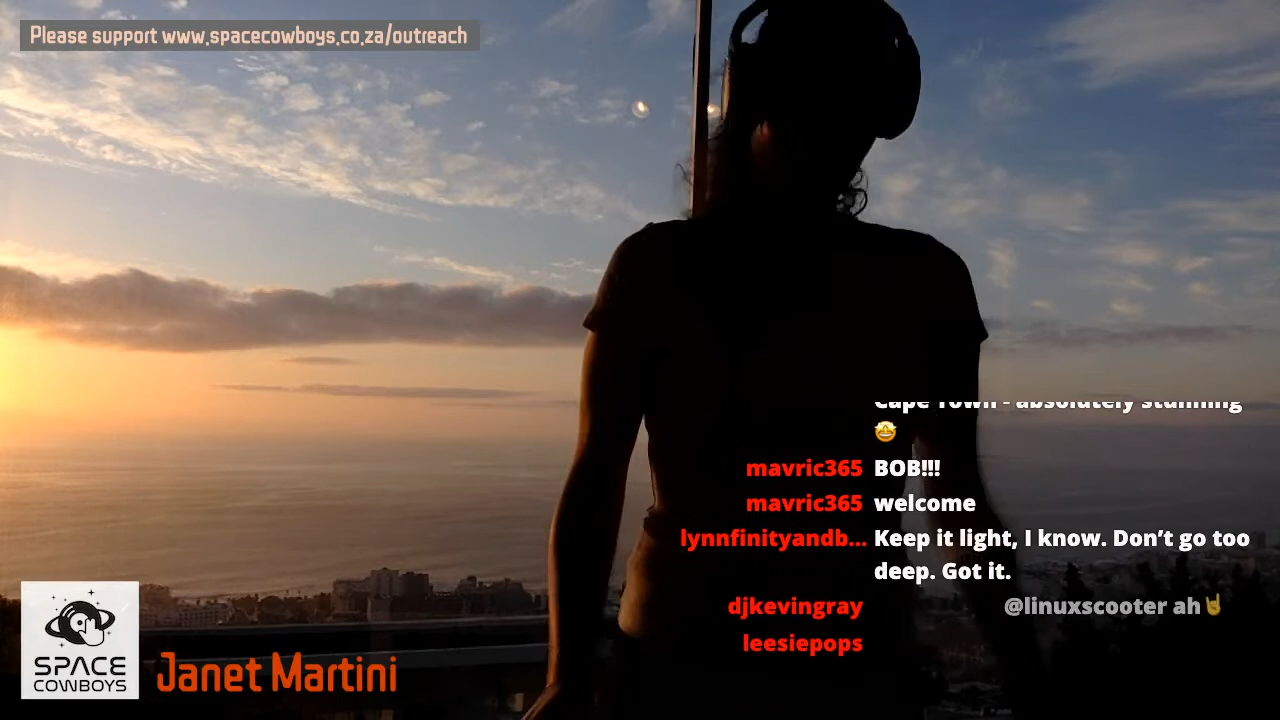 Please support www.spacecowboys.co.za/outreach
Cape Town - absolutely stunning
🤩
mavric365 BOB!!!
mavric365 welcome
lynnfinityandb... Keep it light, I know. Don’t go too
deep. Got it.
djkevingray @linuxscooter ah🤘
leesiepops
SPACE
COWBOYS
Janet Martini